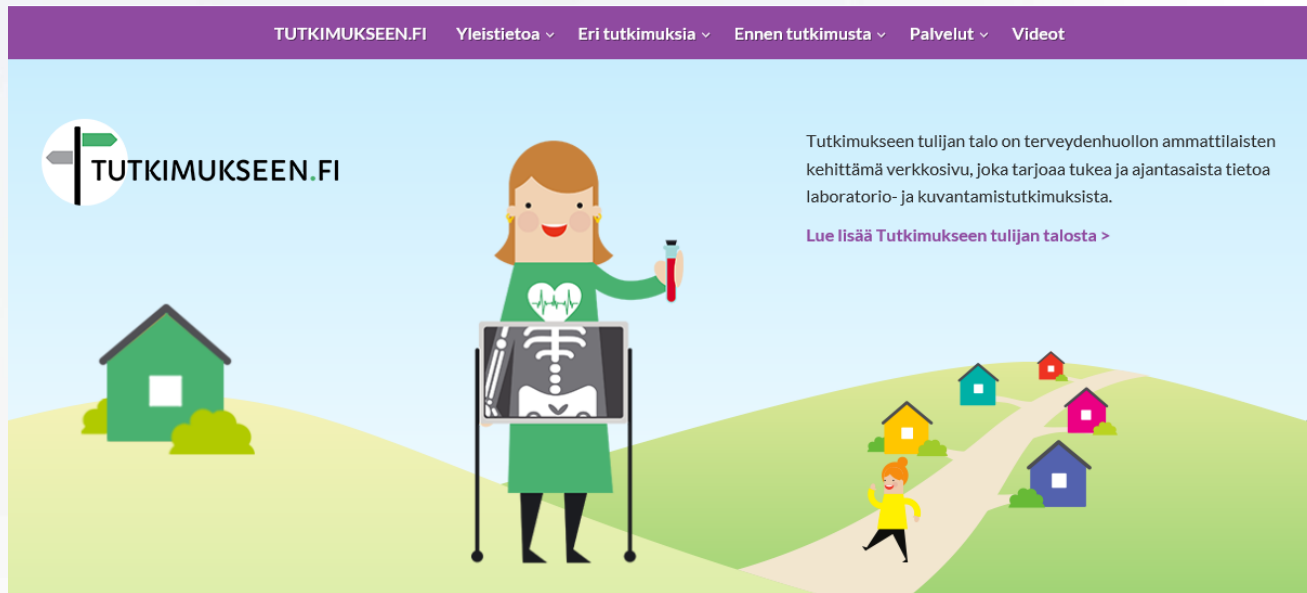 TUTKIMUKSEEN.FI Yleistietoa Eri tutkimuksia Ennen tutkimusta Palvelut Videot
TUTKIMUKSEEN.FI
Tutkimukseen tulijan talo on terveydenhuollon ammattilaisten
kehittämä verkkosivu, joka tarjoaa tukea ja ajantasaista tietoa
laboratorio- ja kuvantamistutkimuksista.
Lue lisää Tutkimukseen tulijan talosta >